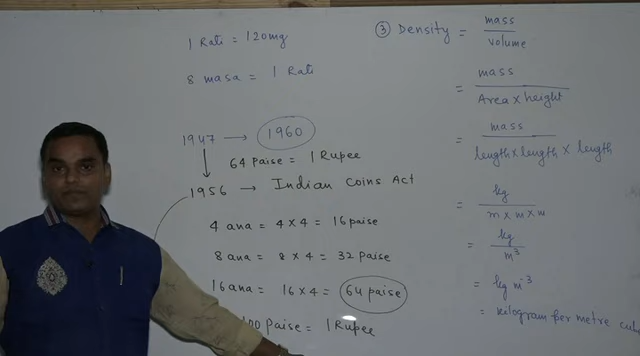 1 Rati = 120mg
8 masa = 1 Rati
1947 → 1960
64 Paise = 1 Rupee
1956 → Indian Coins Act
4 ana = 4 × 4 = 16 paise
8 ana = 8 × 4 = 32 Paise
16 ana = 16 × 4 = 64 paise
100 Paise = 1 Rupee
③ Density = mass / volume
= mass / Area × height
= mass / length × length × length
= kg / m × m × m
= kg / m³
= kg m⁻³
= kilogram per metre cube